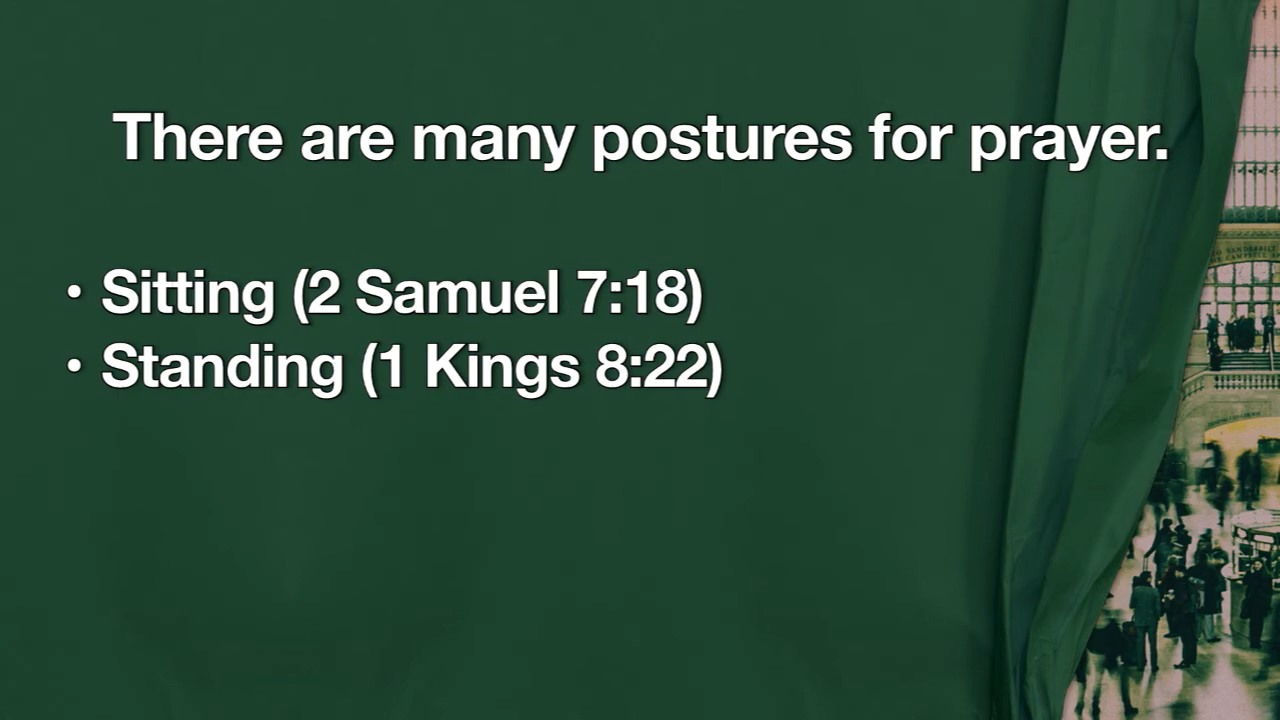 There are many postures for prayer.
• Sitting (2 Samuel 7:18)
• Standing (1 Kings 8:22)